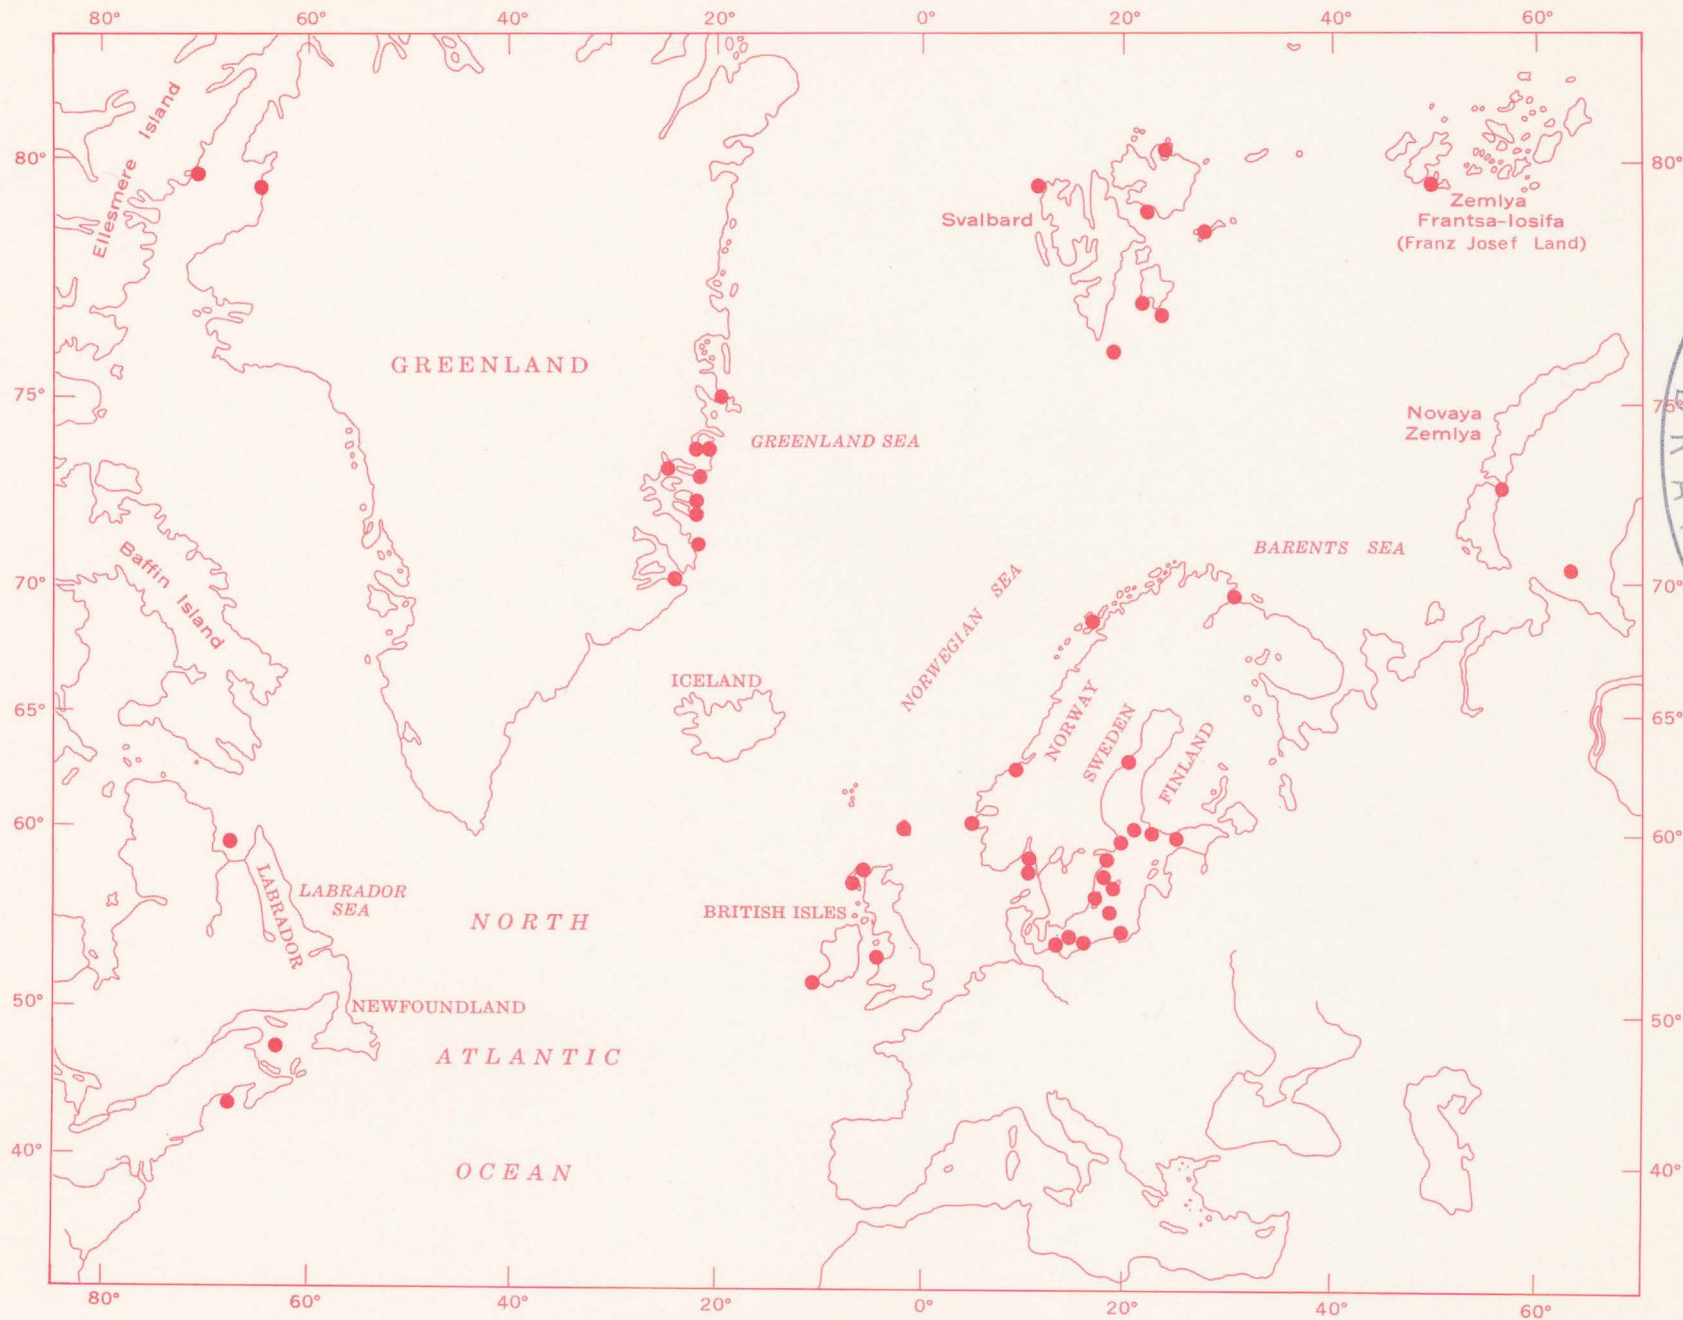 80° 60° 40° 20° 0° 20° 40° 60°
Ellesmere Island
80° 80°
Svalbard
Zemlya
Frantsa-Iosifa
(Franz Josef Land)
GREENLAND
75° 75°
Novaya
Zemlya
GREENLAND SEA
Baffin Island
BARENTS SEA
70° 70°
NORWEGIAN SEA
ICELAND
65° 65°
NORWAY
SWEDEN
FINLAND
60° 60°
LABRADOR
LABRADOR
SEA
BRITISH ISLES
NORTH
50° 50°
NEWFOUNDLAND
ATLANTIC
40° 40°
OCEAN
80° 60° 40° 20° 0° 20° 40° 60°